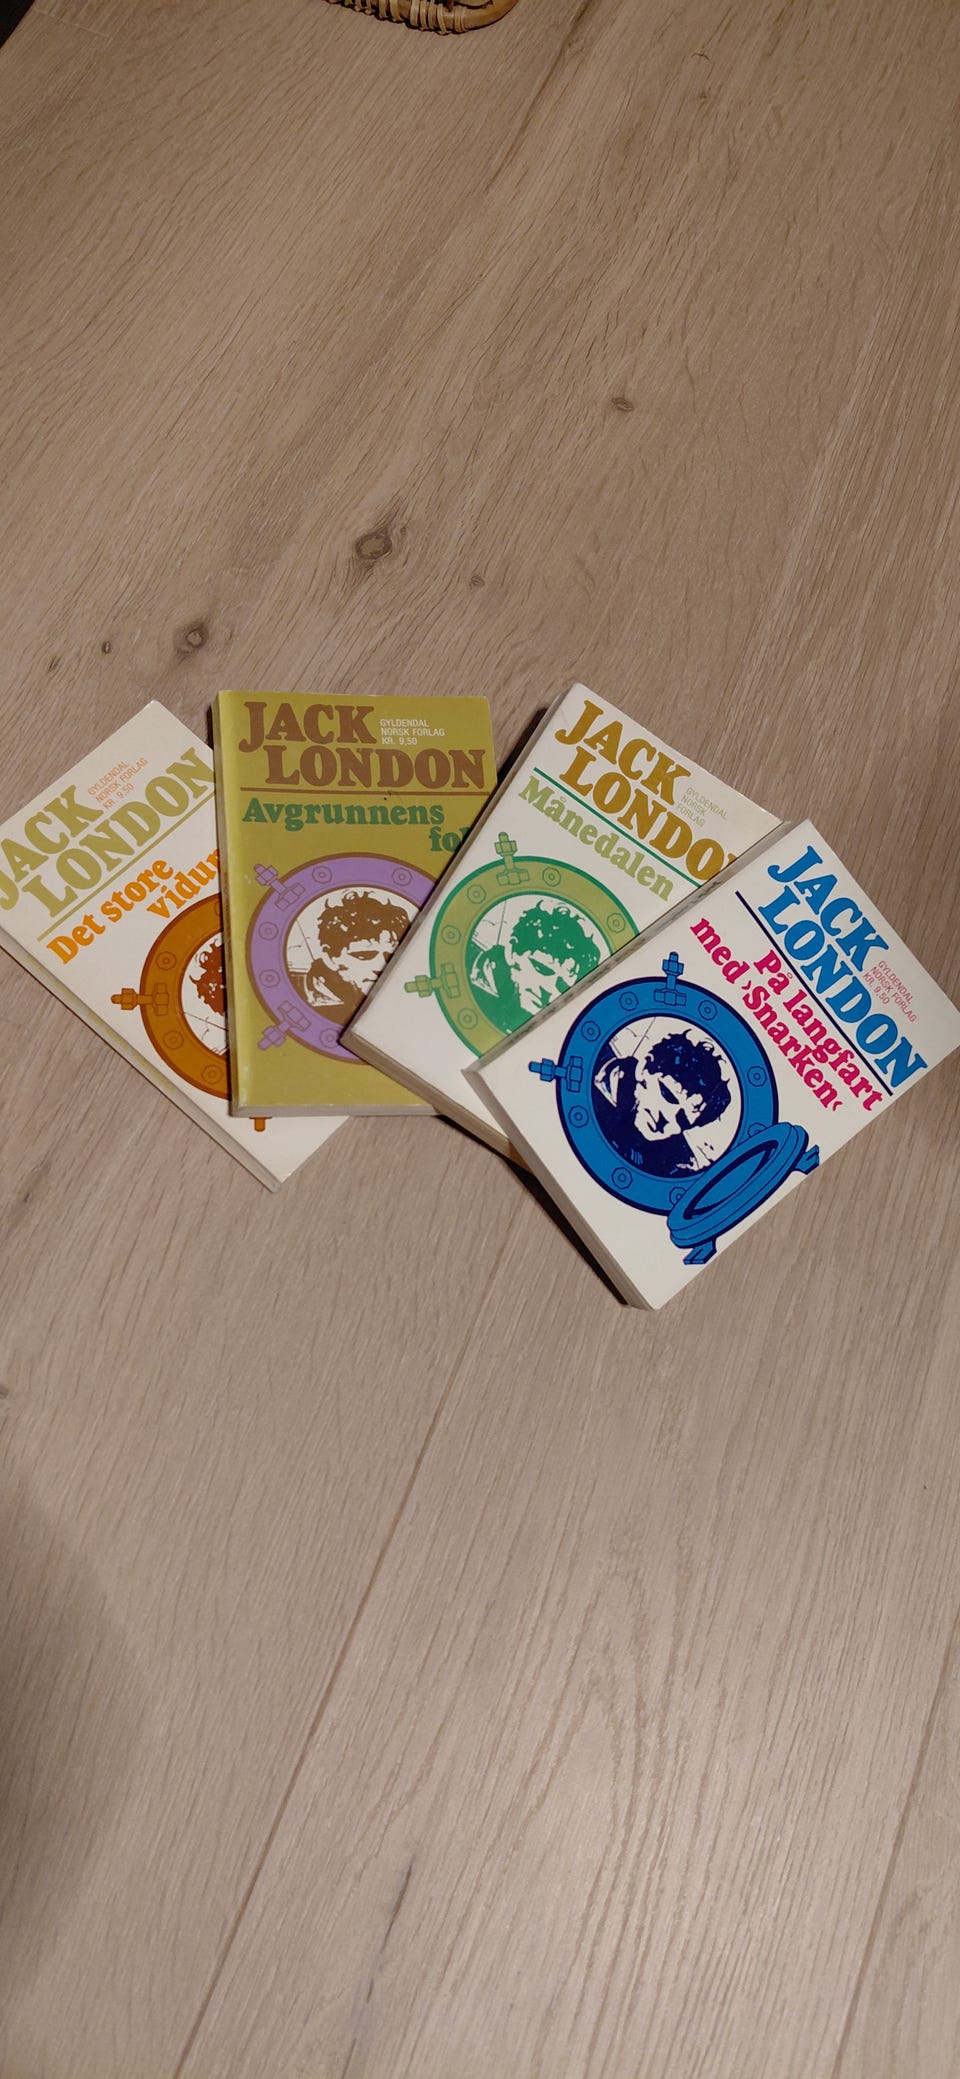 JACK
LONDON
GYLDENDAL
NORSK FORLAG
KR. 9,50
Det store
JACK
LONDON
GYLDENDAL
NORSK FORLAG
KR. 9,50
Avgrunnens
JACK
GYLDENDAL
NORSK
FORLAG
Månedalen
JACK
LONDON
GYLDENDAL
NORSK FORLAG
KR. 9,50
På langfart
med ›Snarken‹